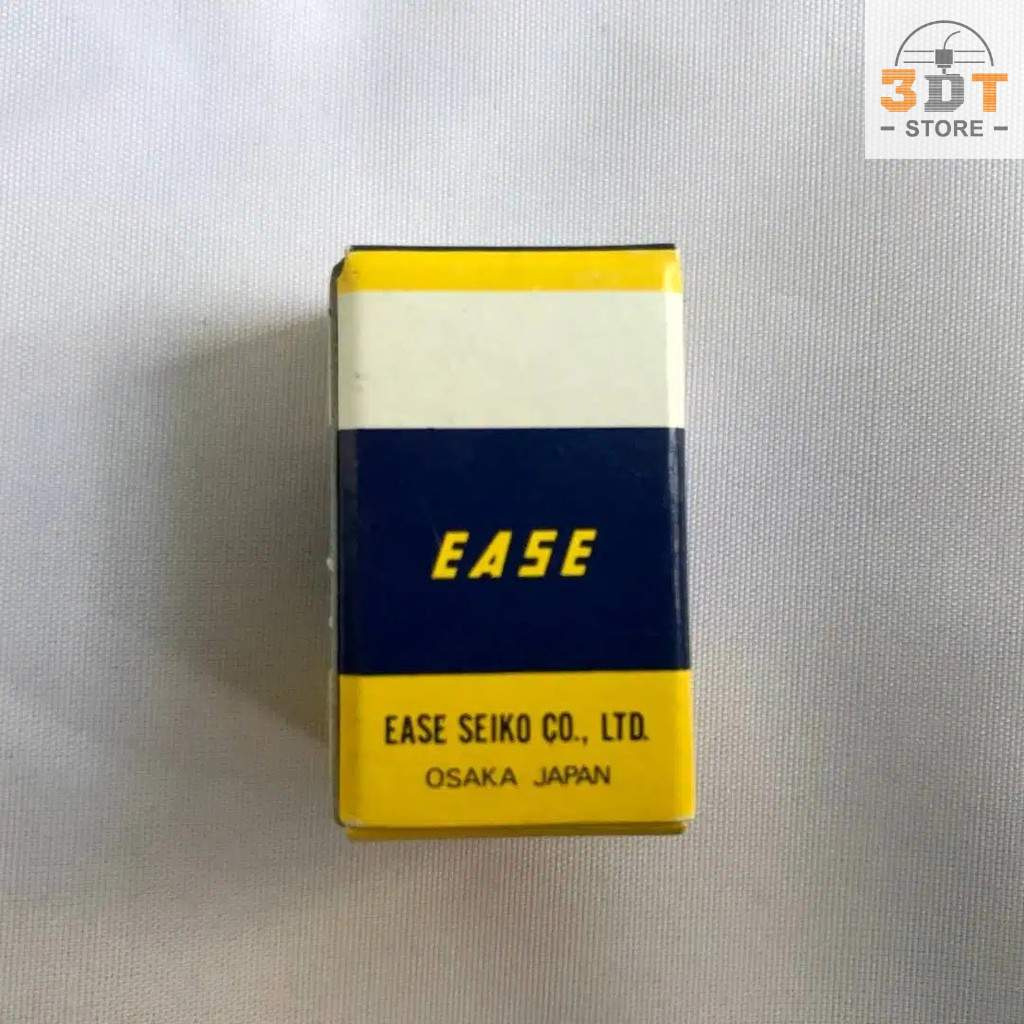 3DT
- STORE -
EASE
EASE SEIKO CO., LTD.
OSAKA JAPAN